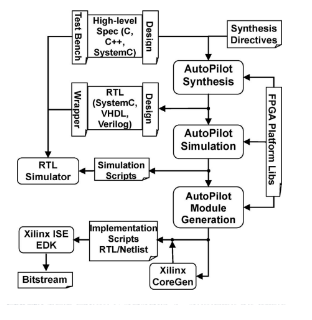 Test Bench
High-level
Spec (C,
C++,
SystemC)
Design
Synthesis
Directives
AutoPilot
Synthesis
Wrapper
RTL
(SystemC,
VHDL,
Verilog)
Design
FPGA Platform Libs
AutoPilot
Simulation
RTL
Simulator
Simulation
Scripts
AutoPilot
Module
Generation
Xilinx ISE
EDK
Implementation
Scripts
RTL/Netlist
Xilinx
CoreGen
Bitstream